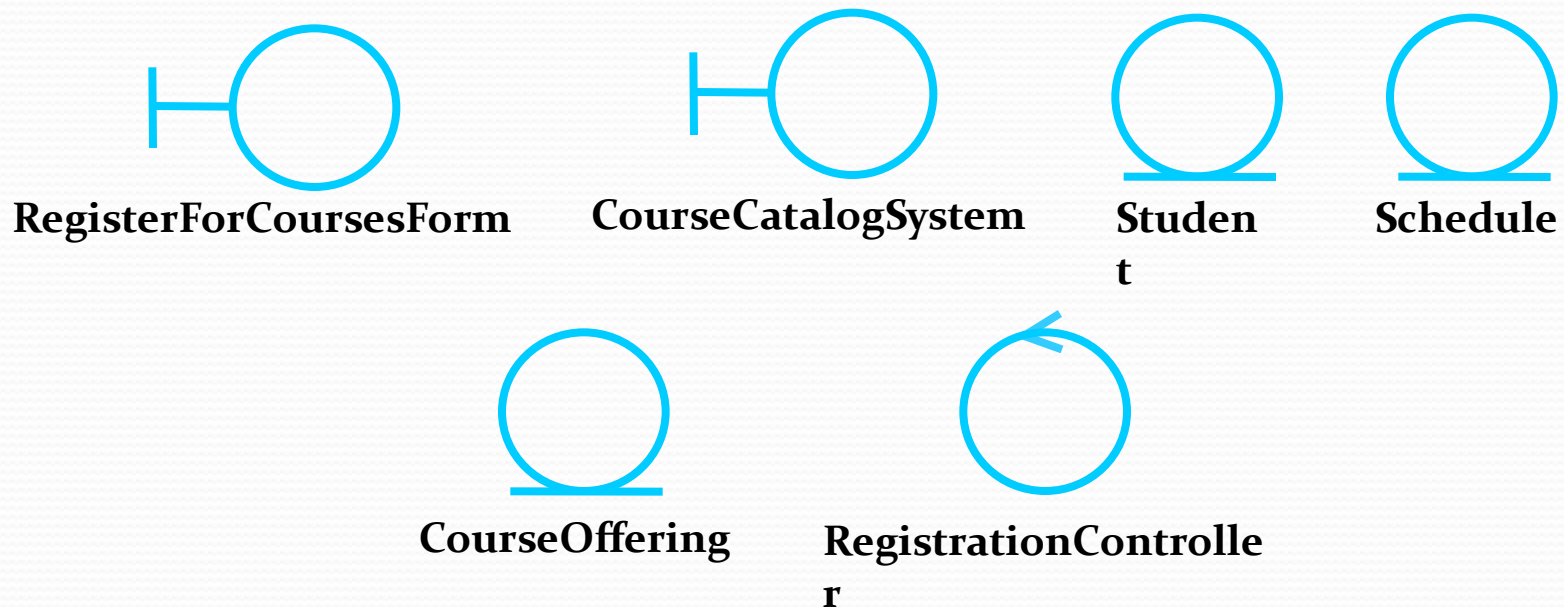 RegisterForCoursesForm
CourseCatalogSystem
Studen
t
Schedule
CourseOffering
RegistrationControlle
r